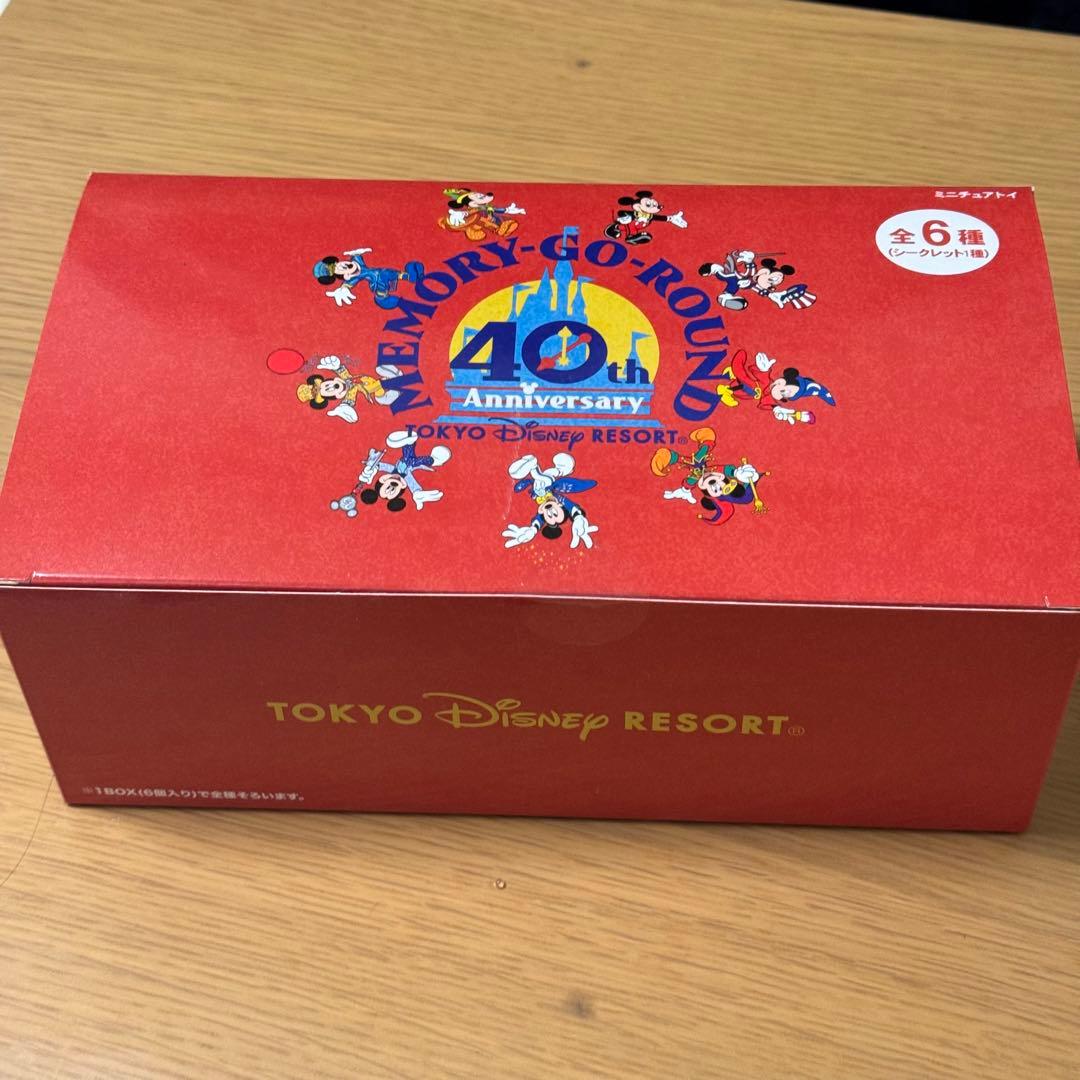 ミニチュアトイ
全6種
(シークレット1種)
MEMORY-GO-ROUND
40th
Anniversary
TOKYO Disney RESORT®
TOKYO Disney RESORT®
※1BOX(6個入り)で全種そろいます。